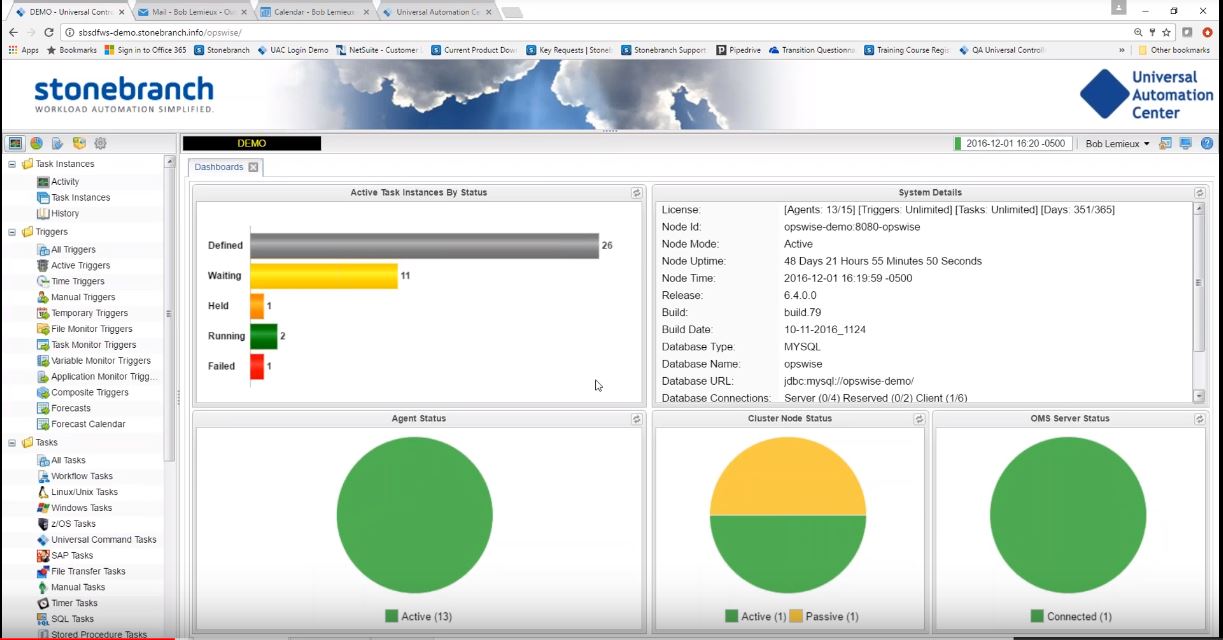 DEMO - Universal Contro
Mail - Bob Lemieux - Ou
Calendar - Bob Lemieux
Universal Automation Ce
sbsdfws-demo.stonebranch.info/opswise/
Apps
Bookmarks
Sign in to Office 365
Stonebranch
UAC Login Demo
NetSuite - Customer
Current Product Dow
Key Requests | Stoneb
Stonebranch Support
Pipedrive
Transition Questionna
Training Course Regis
QA Universal Controll
»
Other bookmarks
stonebranch
WORKLOAD AUTOMATION SIMPLIFIED.
Universal
Automation
Center
DEMO
2016-12-01 16:20 -0500
Bob Lemieux
Task Instances
Activity
Task Instances
History
Triggers
All Triggers
Active Triggers
Time Triggers
Manual Triggers
Temporary Triggers
File Monitor Triggers
Task Monitor Triggers
Variable Monitor Triggers
Application Monitor Trigg...
Composite Triggers
Forecasts
Forecast Calendar
Tasks
All Tasks
Workflow Tasks
Linux/Unix Tasks
Windows Tasks
z/OS Tasks
Universal Command Tasks
SAP Tasks
File Transfer Tasks
Manual Tasks
Timer Tasks
SQL Tasks
Stored Procedure Tasks
Dashboards
Active Task Instances By Status
Defined 26
Waiting 11
Held 1
Running 2
Failed 1
System Details
License: [Agents: 13/15] [Triggers: Unlimited] [Tasks: Unlimited] [Days: 351/365]
Node Id: opswise-demo:8080-opswise
Node Mode: Active
Node Uptime: 48 Days 21 Hours 55 Minutes 50 Seconds
Node Time: 2016-12-01 16:19:59 -0500
Release: 6.4.0.0
Build: build.79
Build Date: 10-11-2016_1124
Database Type: MYSQL
Database Name: opswise
Database URL: jdbc:mysql://opswise-demo/
Database Connections: Server (0/4) Reserved (0/2) Client (1/6)
Agent Status
Active (13)
Cluster Node Status
Active (1) Passive (1)
OMS Server Status
Connected (1)